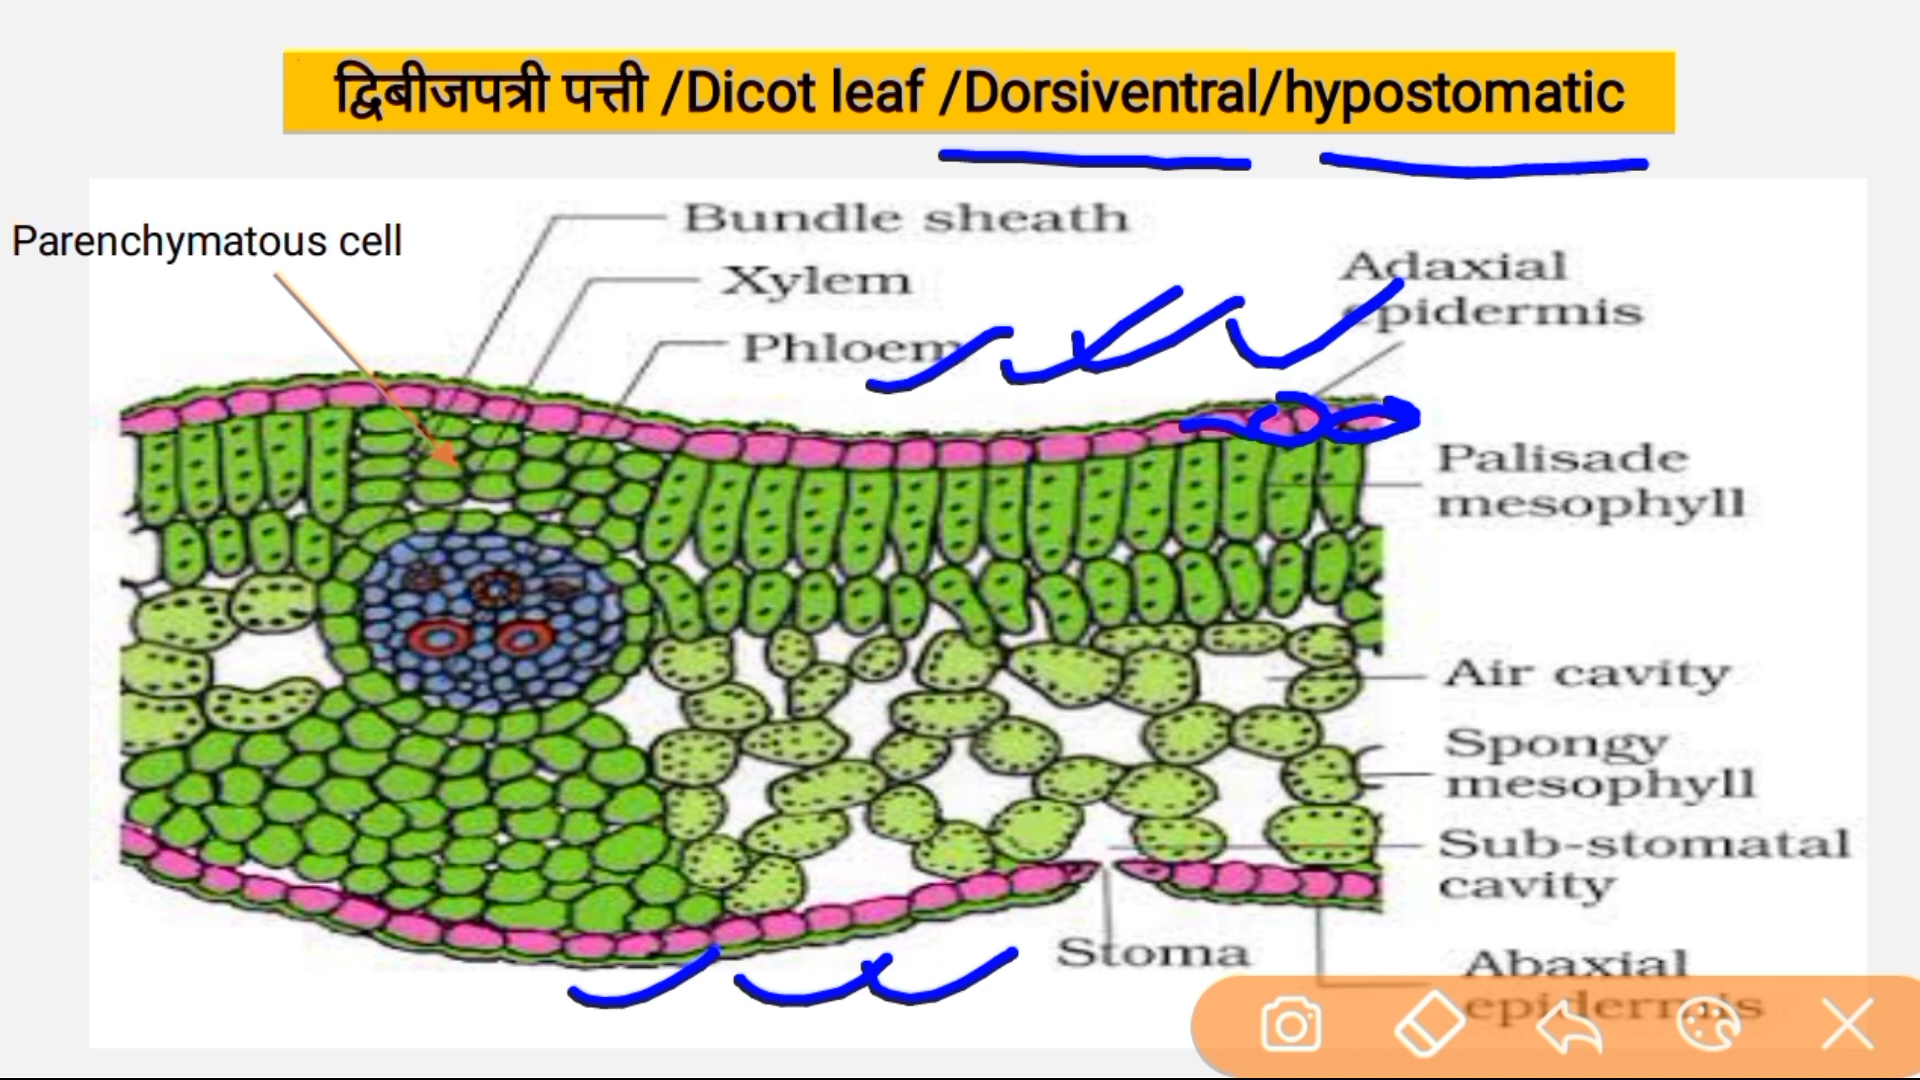 द्विबीजपत्री पत्ती /Dicot leaf /Dorsiventral/hypostomatic
Bundle sheath
Parenchymatous cell
Xylem
Adaxial
epidermis
Phloem
Palisade
mesophyll
Air cavity
Spongy
mesophyll
Sub-stomatal
cavity
Stoma
Abaxial
epidermis